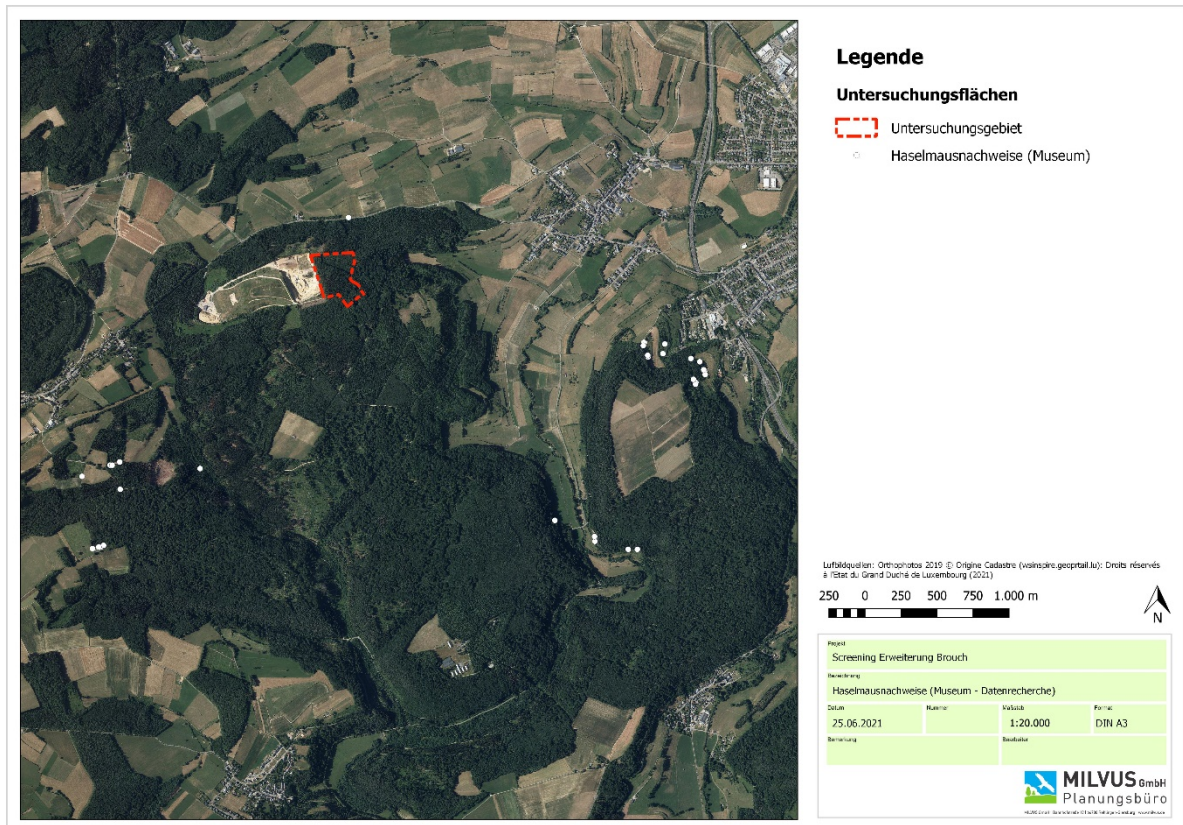 Legende
Untersuchungsflächen
Untersuchungsgebiet
Haselmausnachweise (Museum)
Luftbildquellen: Orthophotos 2019 © Origine Cadastre (wsinspire.geoportail.lu): Droits réservés
à l'Etat du Grand Duché de Luxembourg (2021)
250 0 250 500 750 1.000 m
N
Projekt
Screening Erweiterung Brouch
Bezeichnung
Haselmausnachweise (Museum - Datenrecherche)
Datum Nummer Maßstab Format
25.06.2021 1:20.000 DIN A3
Bemerkung Bearbeiter
MILVUS GmbH
Planungsbüro